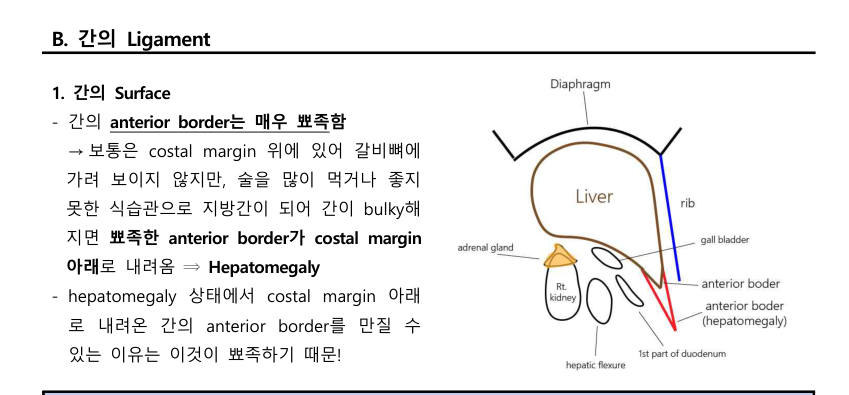 B. 간의 Ligament
1. 간의 Surface
- 간의 anterior border는 매우 뾰족함
→ 보통은 costal margin 위에 있어 갈비뼈에
가려 보이지 않지만, 술을 많이 먹거나 좋지
못한 식습관으로 지방간이 되어 간이 bulky해
지면 뾰족한 anterior border가 costal margin
아래로 내려옴 ⇒ Hepatomegaly
- hepatomegaly 상태에서 costal margin 아래
로 내려온 간의 anterior border를 만질 수
있는 이유는 이것이 뾰족하기 때문!
Diaphragm
Liver
rib
adrenal gland
gall bladder
Rt.
kidney
anterior boder
anterior boder
(hepatomegaly)
1st part of duodenum
hepatic flexure